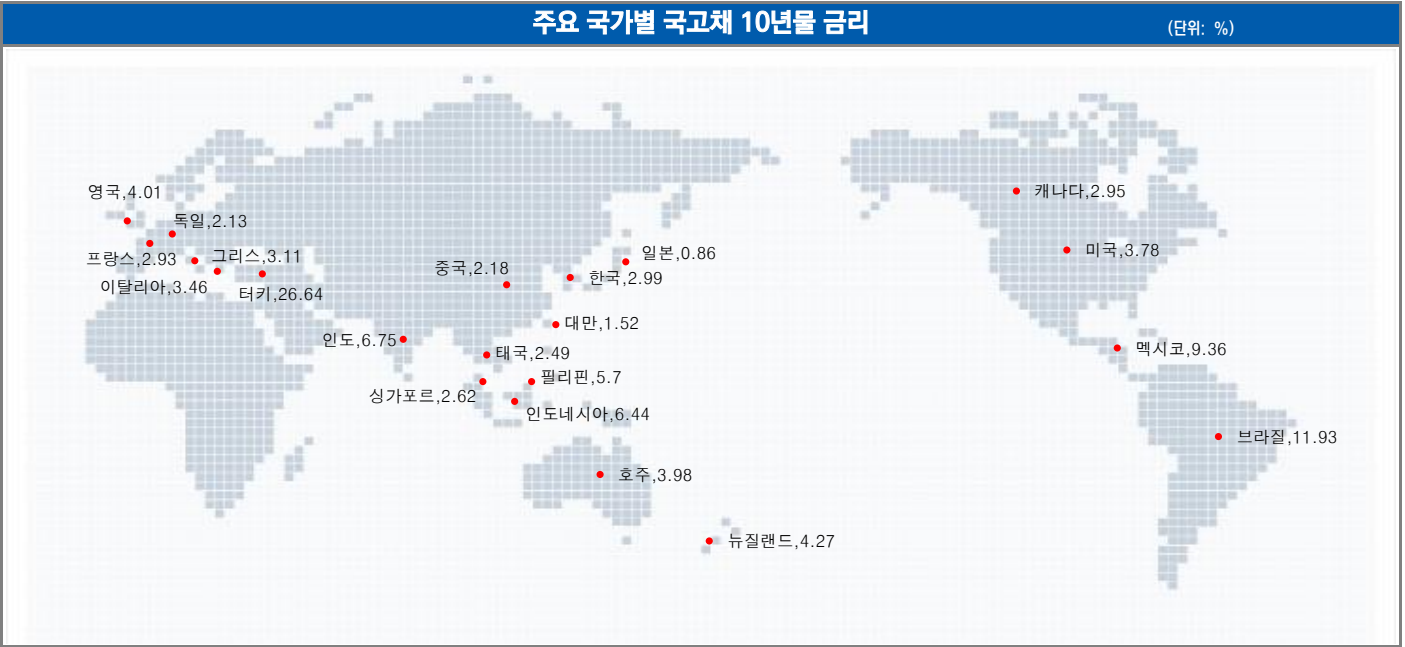 주요 국가별 국고채 10년물 금리
(단위: %)
영국,4.01
독일,2.13
프랑스,2.93
그리스,3.11
이탈리아,3.46
터키,26.64
중국,2.18
일본,0.86
한국,2.99
대만,1.52
인도,6.75
태국,2.49
필리핀,5.7
싱가포르,2.62
인도네시아,6.44
호주,3.98
뉴질랜드,4.27
캐나다,2.95
미국,3.78
멕시코,9.36
브라질,11.93